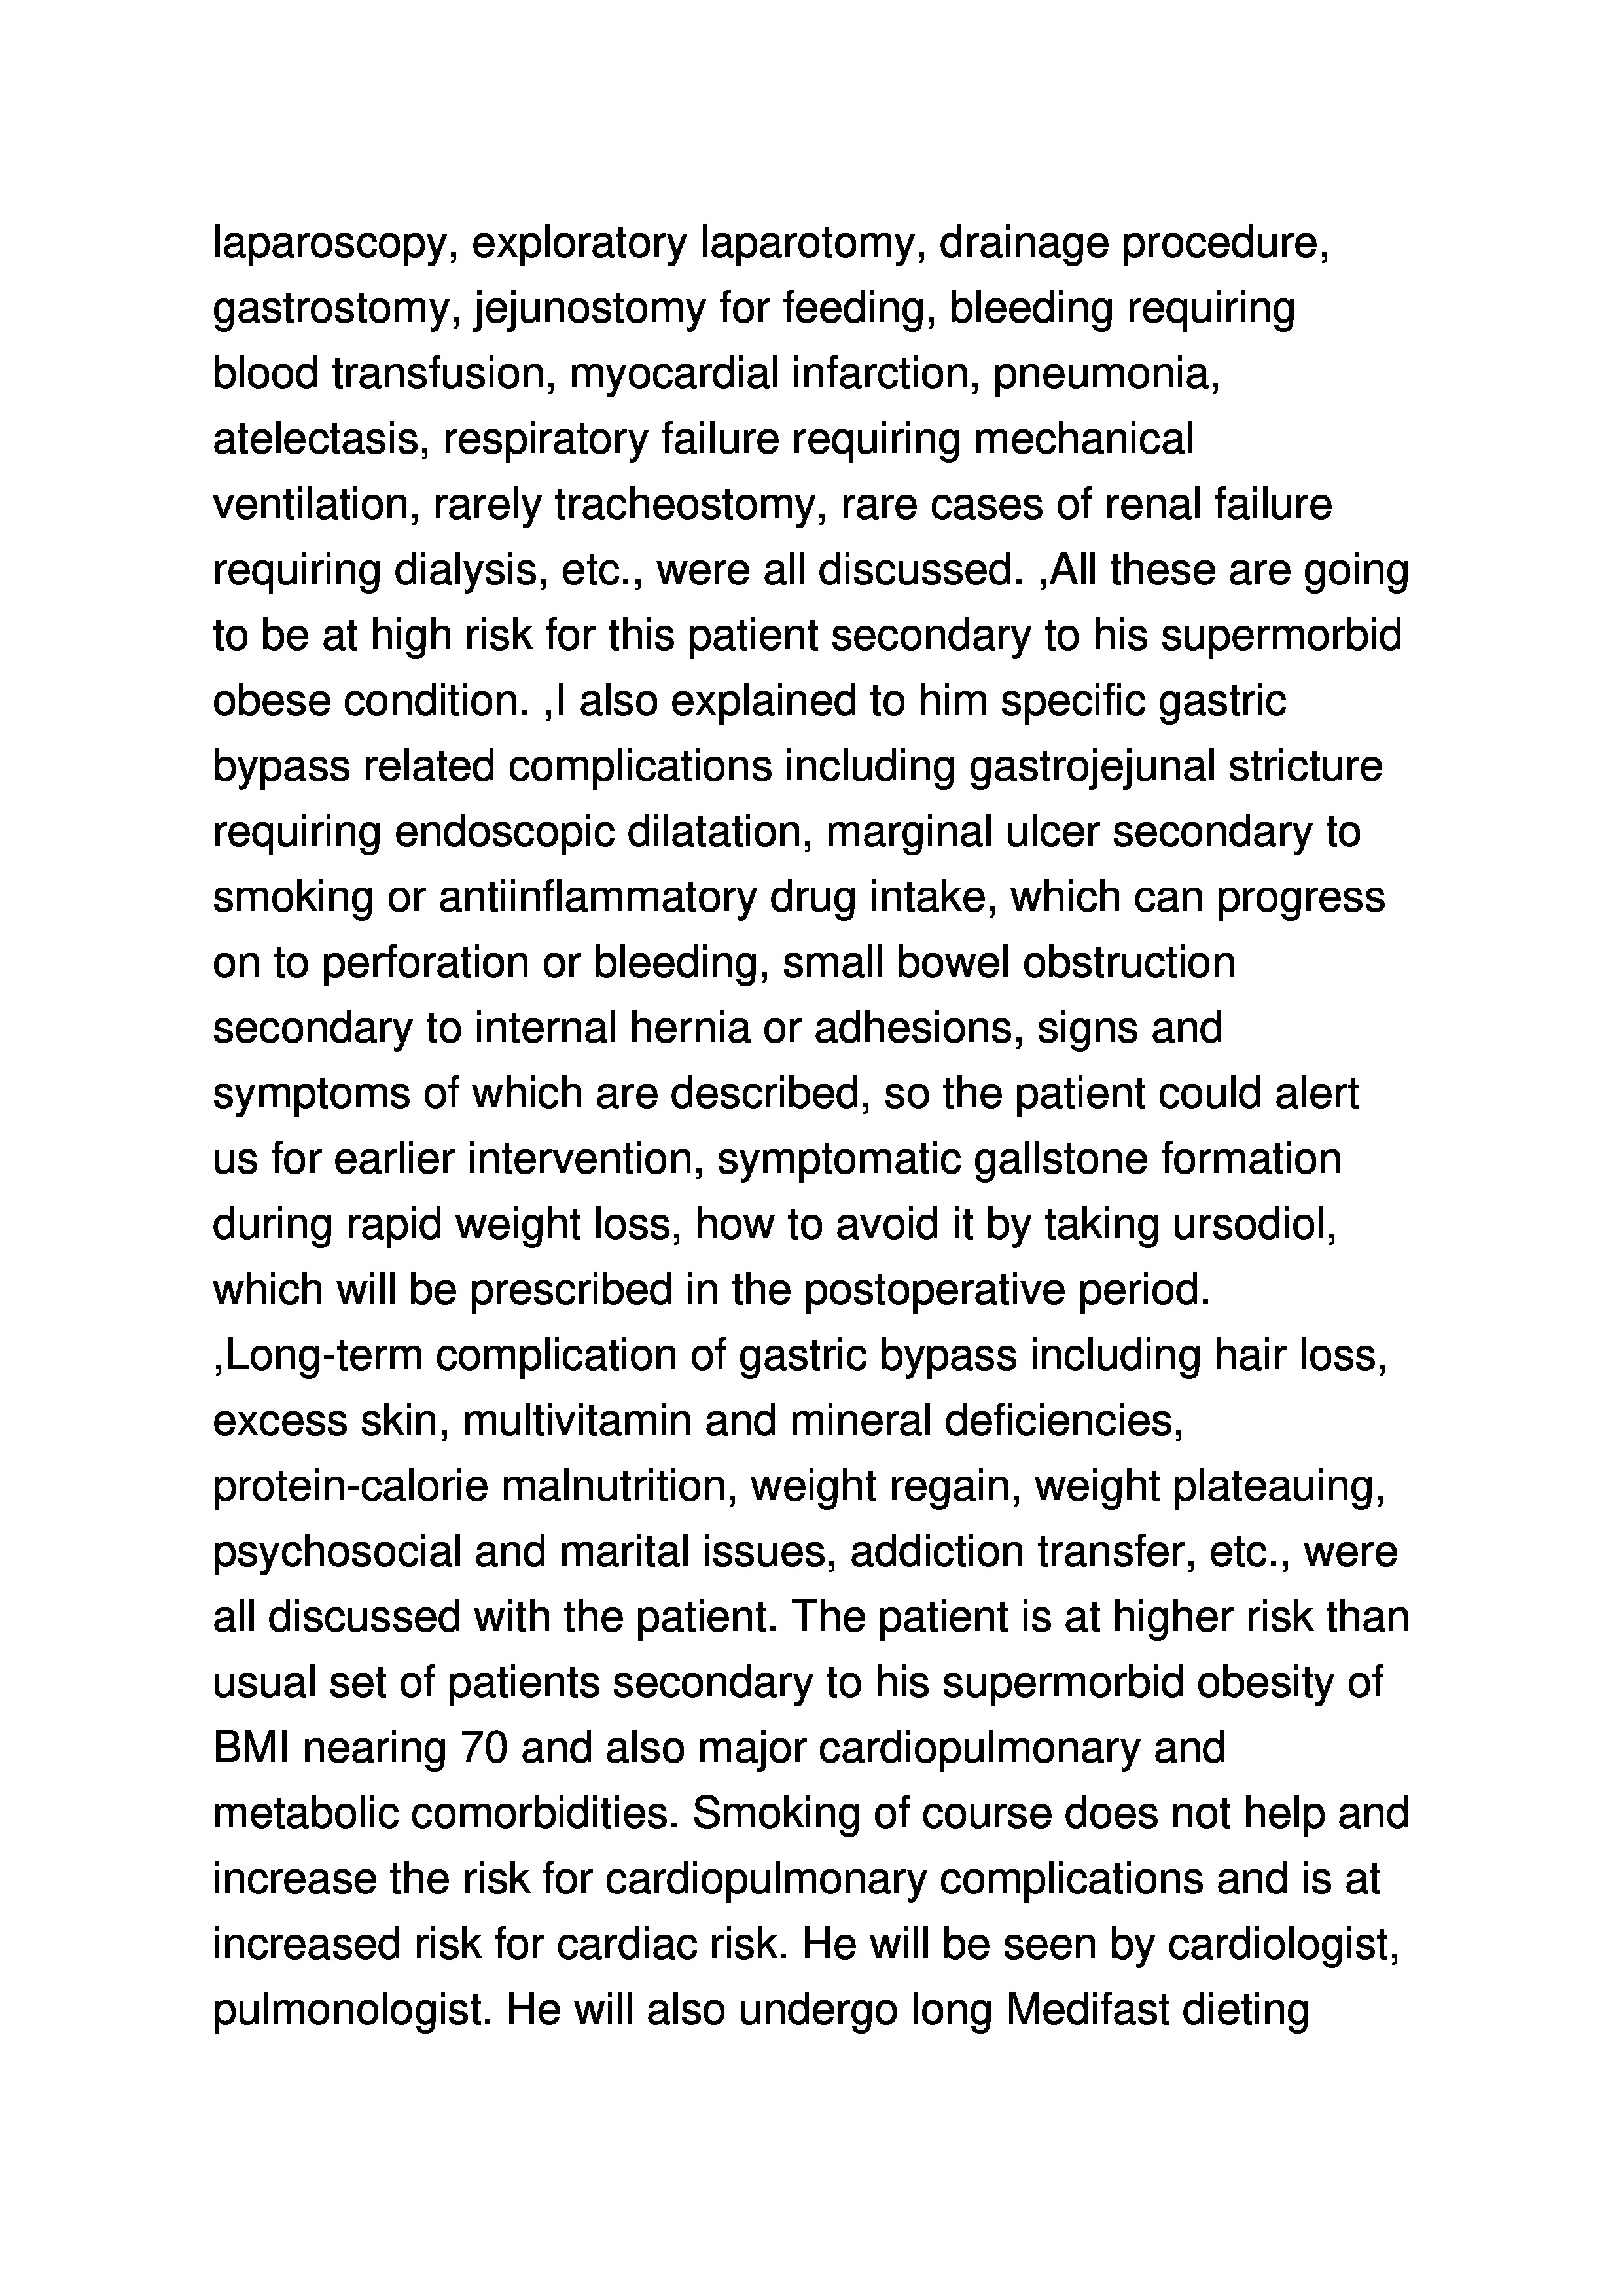 laparoscopy, exploratory laparotomy, drainage procedure,
gastrostomy, jejunostomy for feeding, bleeding requiring
blood transfusion, myocardial infarction, pneumonia,
atelectasis, respiratory failure requiring mechanical
ventilation, rarely tracheostomy, rare cases of renal failure
requiring dialysis, etc., were all discussed. ,All these are going
to be at high risk for this patient secondary to his supermorbid
obese condition. ,I also explained to him specific gastric
bypass related complications including gastrojejunal stricture
requiring endoscopic dilatation, marginal ulcer secondary to
smoking or antiinflammatory drug intake, which can progress
on to perforation or bleeding, small bowel obstruction
secondary to internal hernia or adhesions, signs and
symptoms of which are described, so the patient could alert
us for earlier intervention, symptomatic gallstone formation
during rapid weight loss, how to avoid it by taking ursodiol,
which will be prescribed in the postoperative period.
,Long-term complication of gastric bypass including hair loss,
excess skin, multivitamin and mineral deficiencies,
protein-calorie malnutrition, weight regain, weight plateauing,
psychosocial and marital issues, addiction transfer, etc., were
all discussed with the patient. The patient is at higher risk than
usual set of patients secondary to his supermorbid obesity of
BMI nearing 70 and also major cardiopulmonary and
metabolic comorbidities. Smoking of course does not help and
increase the risk for cardiopulmonary complications and is at
increased risk for cardiac risk. He will be seen by cardiologist,
pulmonologist. He will also undergo long Medifast dieting